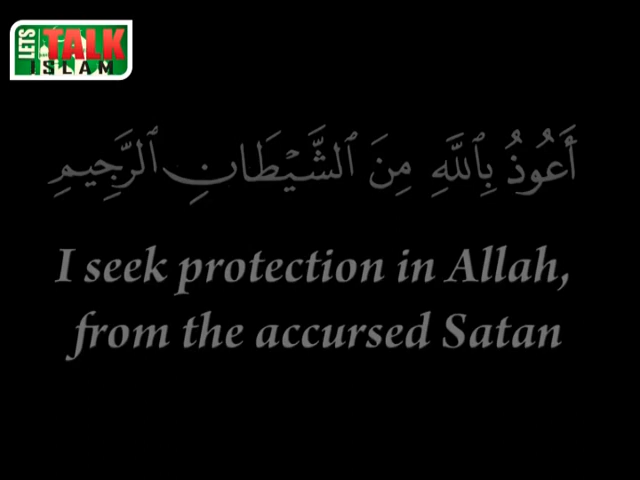 LETS
TALK
ISLAM
أَعُوذُ بِٱللَّهِ مِنَ ٱلشَّيْطَانِ ٱلرَّجِيمِ
I seek protection in Allah,
from the accursed Satan